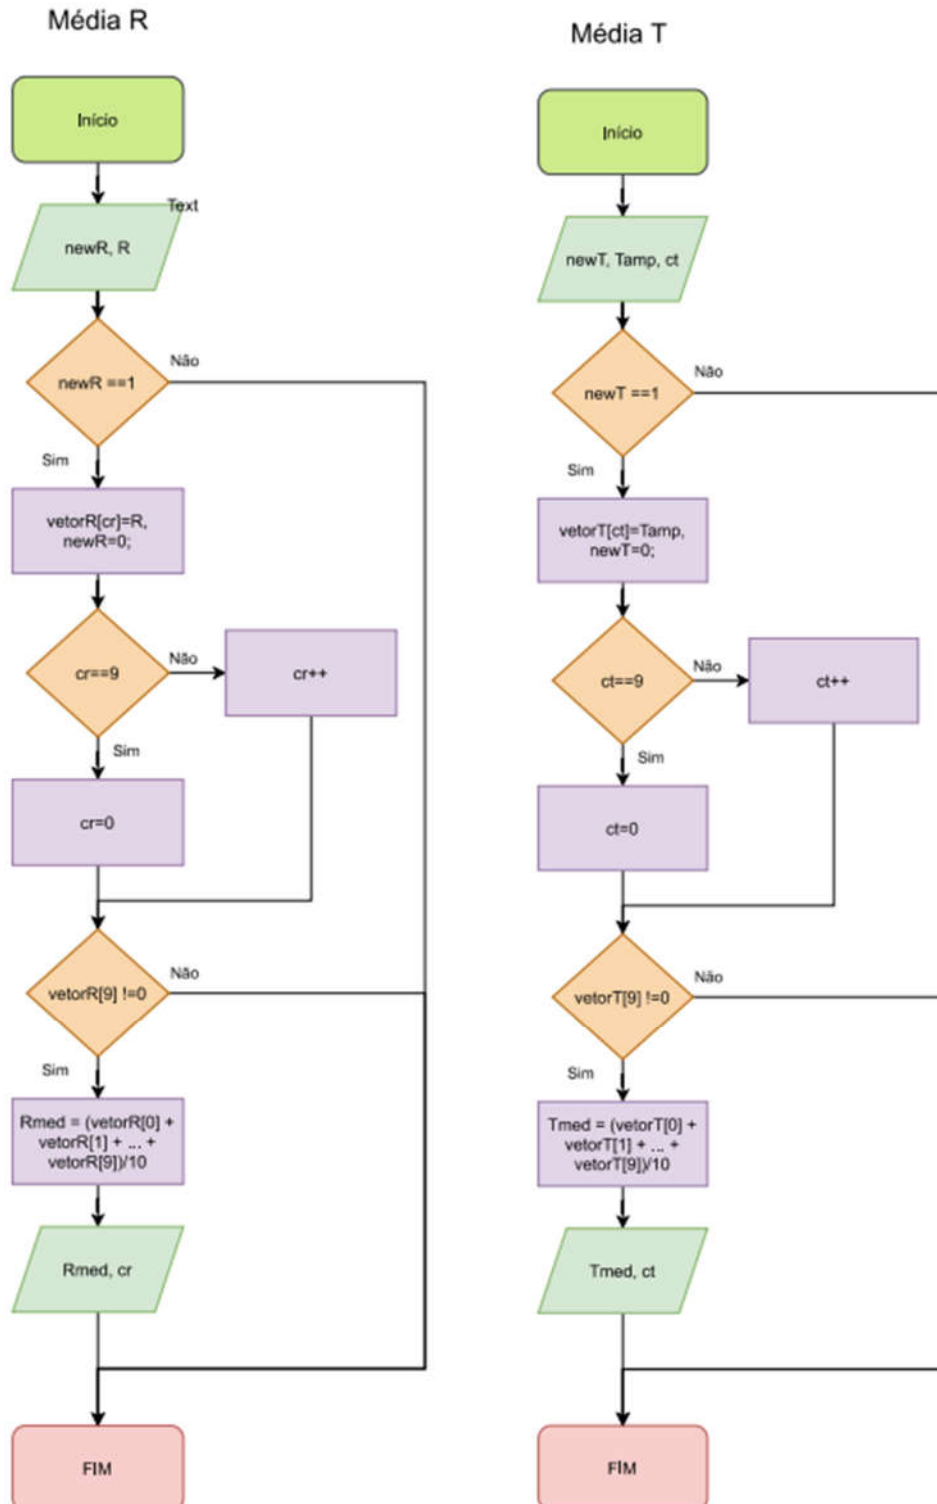 Média R
Início
Text
newR, R
newR ==1
Não
Sim
vetorR[cr]=R,
newR=0;
cr==9
Não
cr++
Sim
cr=0
vetorR[9] !=0
Não
Sim
Rmed = (vetorR[0] +
vetorR[1] + ... +
vetorR[9])/10
Rmed, cr
FIM
Média T
Início
newT, Tamp, ct
newT ==1
Não
Sim
vetorT[ct]=Tamp,
newT=0;
ct==9
Não
ct++
Sim
ct=0
vetorT[9] !=0
Não
Sim
Tmed = (vetorT[0] +
vetorT[1] + ... +
vetorT[9])/10
Tmed, ct
FIM